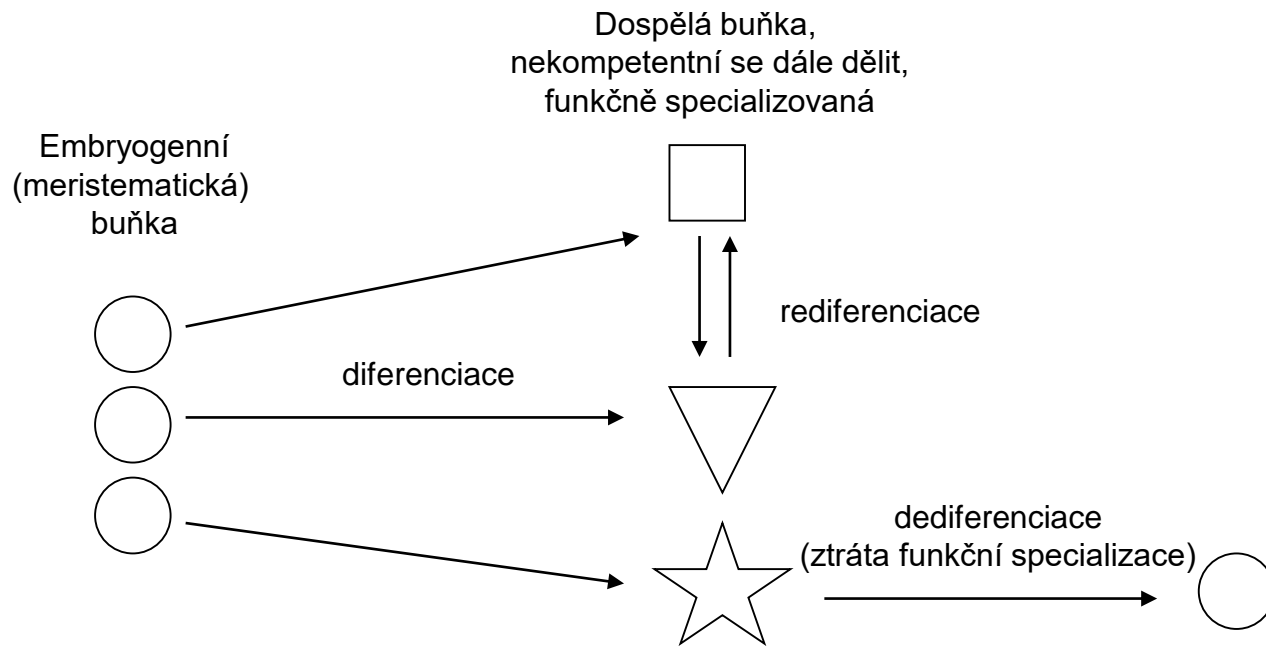 Dospělá buňka,
nekompetentní se dále dělit,
funkčně specializovaná
Embryogenní
(meristematická)
buňka
rediferenciace
diferenciace
dediferenciace
(ztráta funkční specializace)